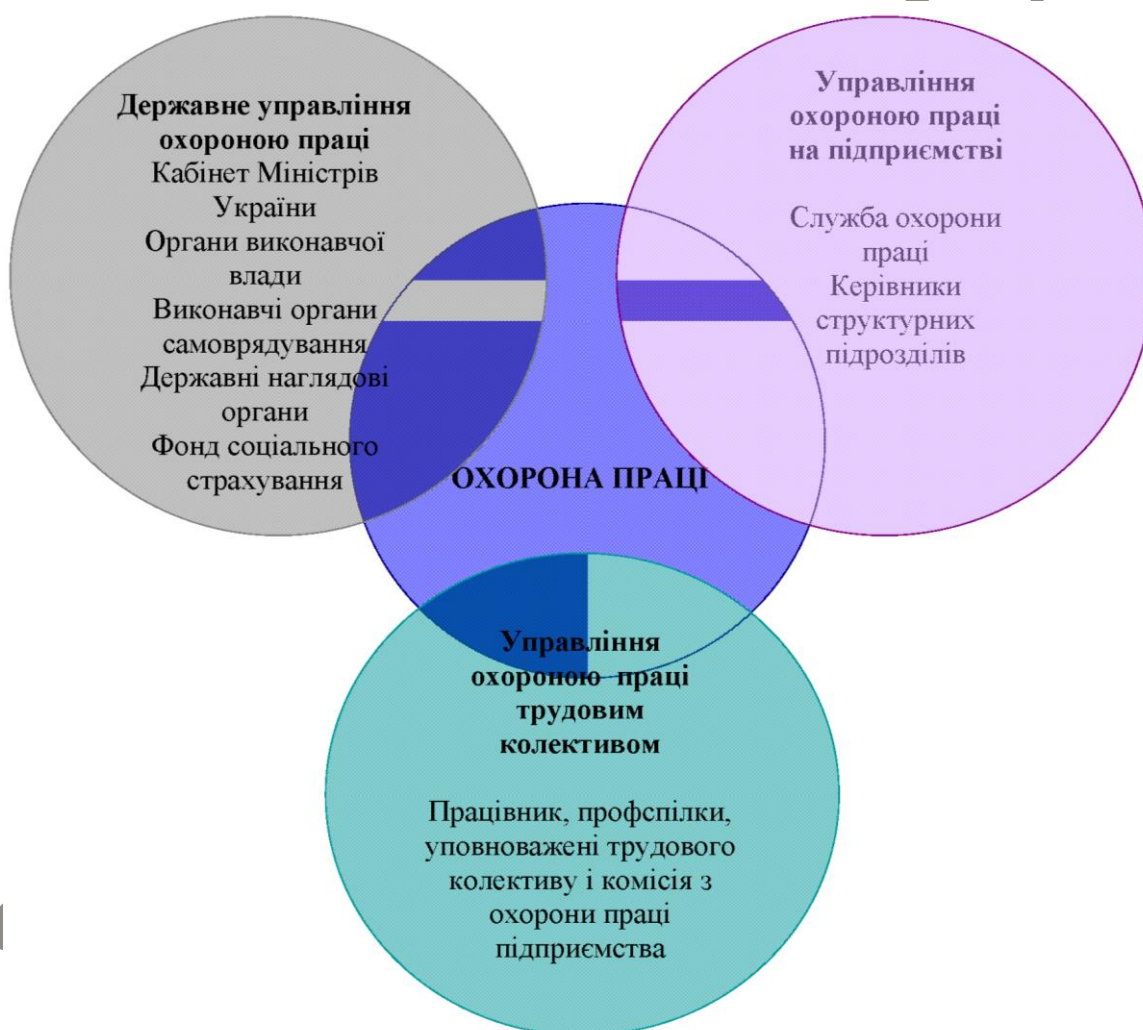 Державне управління
охороною праці
Кабінет Міністрів
України
Органи виконавчої
влади
Виконавчі органи
самоврядування
Державні наглядові
органи
Фонд соціального
страхування
Управління
охороною праці
на підприємстві
Служба охорони
праці
Керівники
структурних
підрозділів
ОХОРОНА ПРАЦІ
Управління
охороною праці
трудовим
колективом
Працівник, профспілки,
уповноважені трудового
колективу і комісія з
охорони праці
підприємства